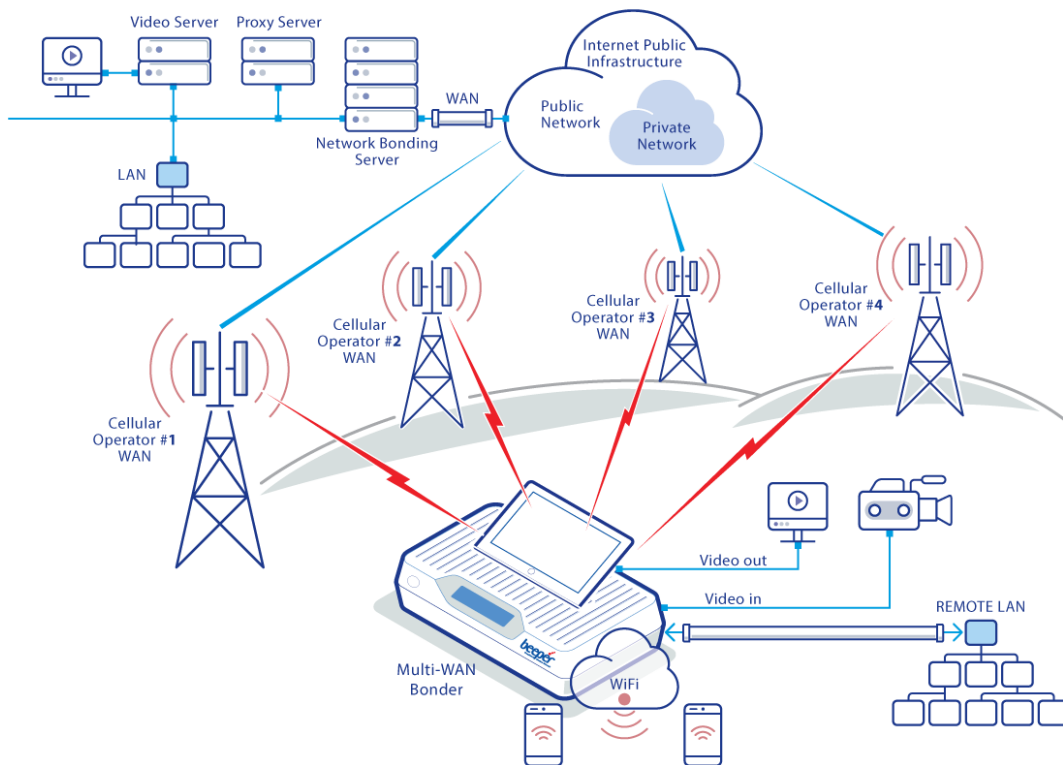 Video Server
Proxy Server
Internet Public
Infrastructure
WAN
Public
Network
Private
Network
Network Bonding
Server
LAN
Cellular
Operator #1
WAN
Cellular
Operator #2
WAN
Cellular
Operator #3
WAN
Cellular
Operator #4
WAN
Video out
Video in
REMOTE LAN
beeper
Multi-WAN
Bonder
WiFi